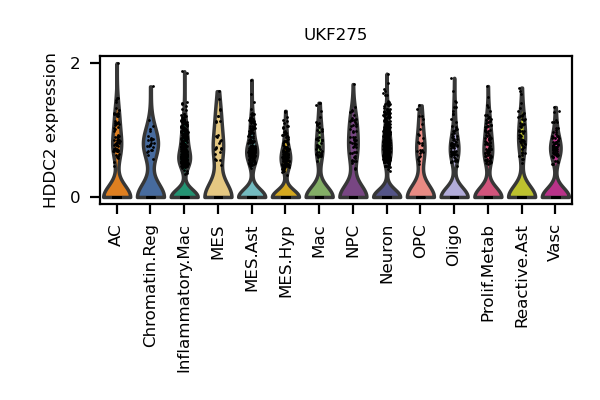 UKF275
HDDC2 expression
2
0
AC
Chromatin.Reg
Inflammatory.Mac
MES
MES.Ast
MES.Hyp
Mac
NPC
Neuron
OPC
Oligo
Prolif.Metab
Reactive.Ast
Vasc